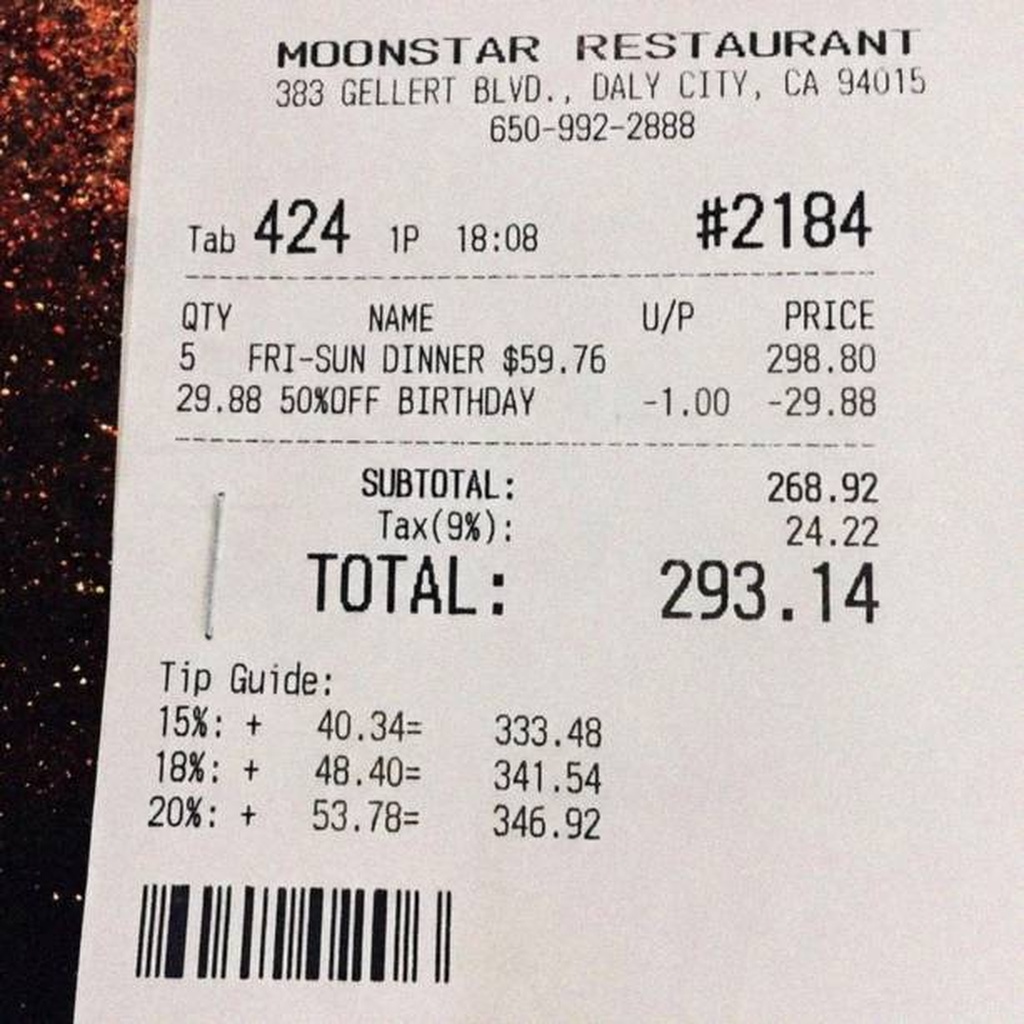 MOONSTAR RESTAURANT
383 GELLERT BLVD., DALY CITY, CA 94015
650-992-2888
Tab 424 1P 18:08 #2184
QTY NAME U/P PRICE
5 FRI-SUN DINNER $59.76 298.80
29.88 50%OFF BIRTHDAY -1.00 -29.88
SUBTOTAL: 268.92
Tax(9%): 24.22
TOTAL: 293.14
Tip Guide:
15%: + 40.34= 333.48
18%: + 48.40= 341.54
20%: + 53.78= 346.92